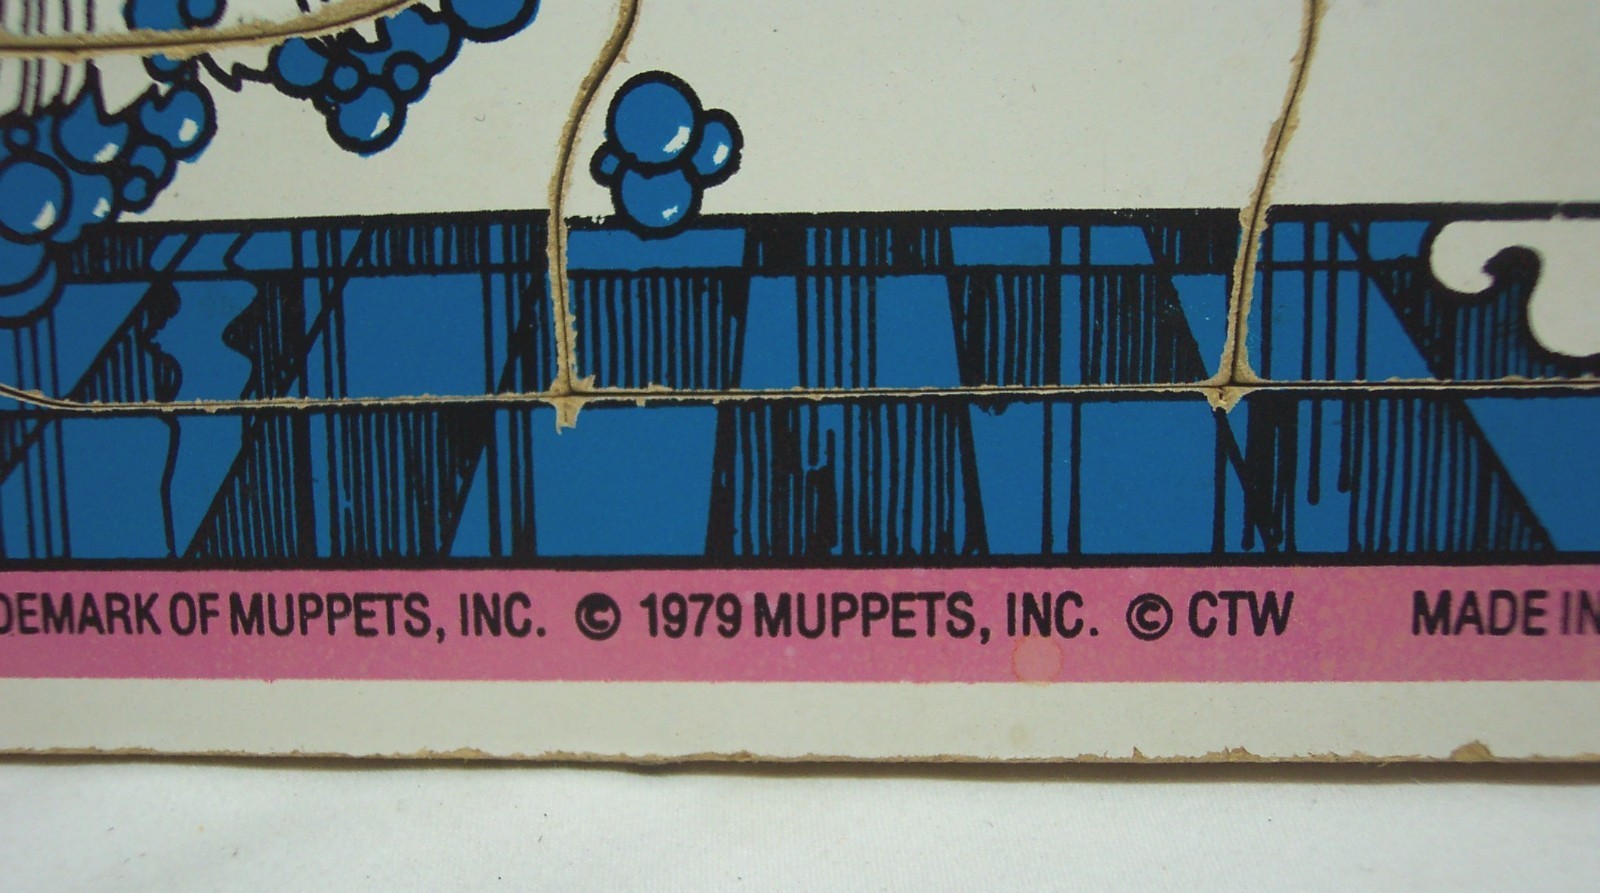 DEMARK OF MUPPETS, INC. © 1979 MUPPETS, INC. © CTW MADE IN